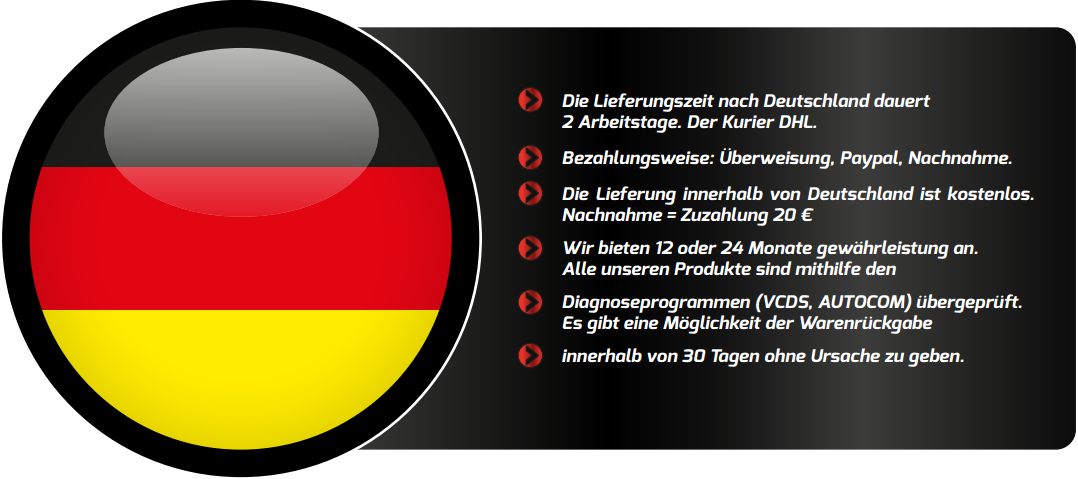 Die Lieferungszeit nach Deutschland dauert
2 Arbeitstage. Der Kurier DHL.
Bezahlungsweise: Überweisung, Paypal, Nachnahme.
Die Lieferung innerhalb von Deutschland ist kostenlos.
Nachnahme = Zuzahlung 20 €
Wir bieten 12 oder 24 Monate gewährleistung an.
Alle unseren Produkte sind mithilfe den
Diagnoseprogrammen (VCDS, AUTOCOM) übergeprüft.
Es gibt eine Möglichkeit der Warenrückgabe
innerhalb von 30 Tagen ohne Ursache zu geben.